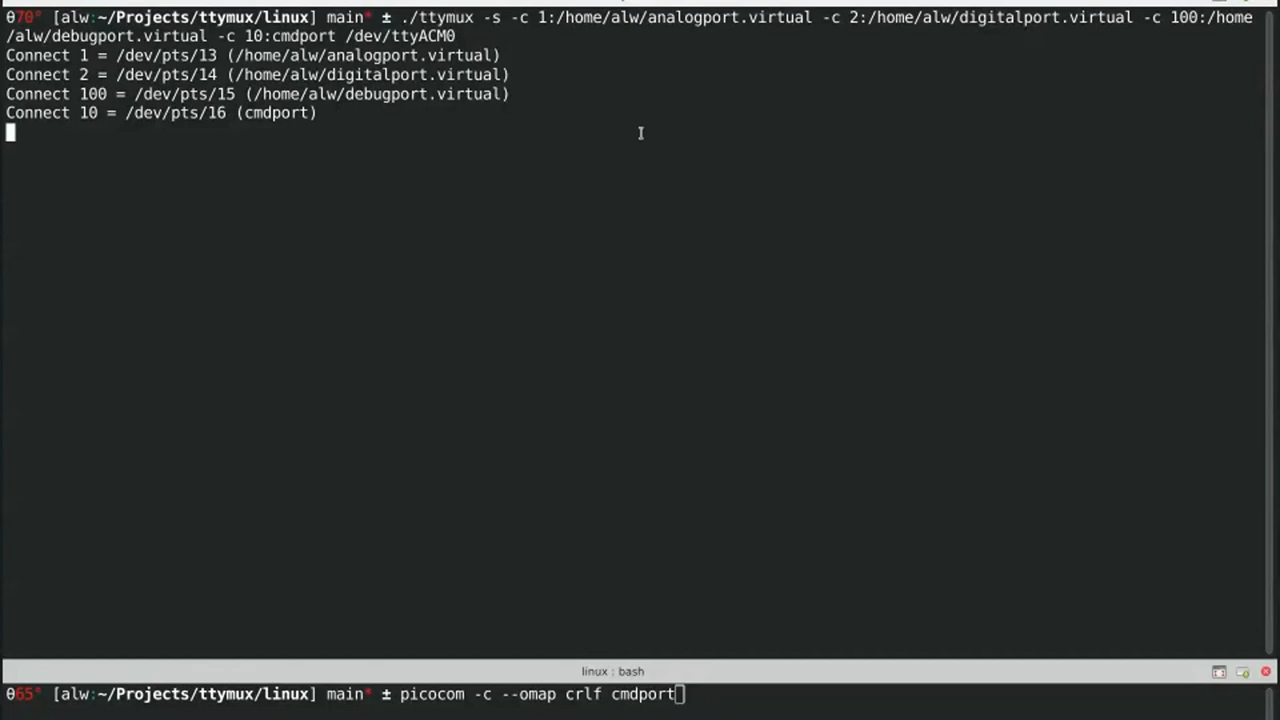 θ70° [alw:~/Projects/ttymux/linux] main* ± ./ttymux -s -c 1:/home/alw/analogport.virtual -c 2:/home/alw/digitalport.virtual -c 100:/home
/alw/debugport.virtual -c 10:cmdport /dev/ttyACM0
Connect 1 = /dev/pts/13 (/home/alw/analogport.virtual)
Connect 2 = /dev/pts/14 (/home/alw/digitalport.virtual)
Connect 100 = /dev/pts/15 (/home/alw/debugport.virtual)
Connect 10 = /dev/pts/16 (cmdport)
linux : bash
θ65° [alw:~/Projects/ttymux/linux] main* ± picocom -c --omap crlf cmdport